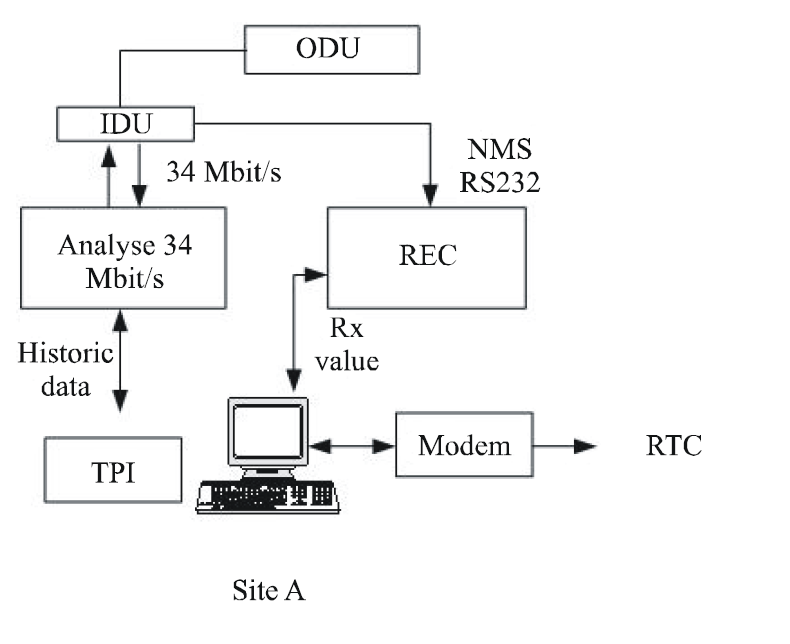 ODU
IDU
34 Mbit/s
NMS
RS232
Analyse 34
Mbit/s
REC
Rx
value
Historic
data
TPI
Modem
RTC
Site A